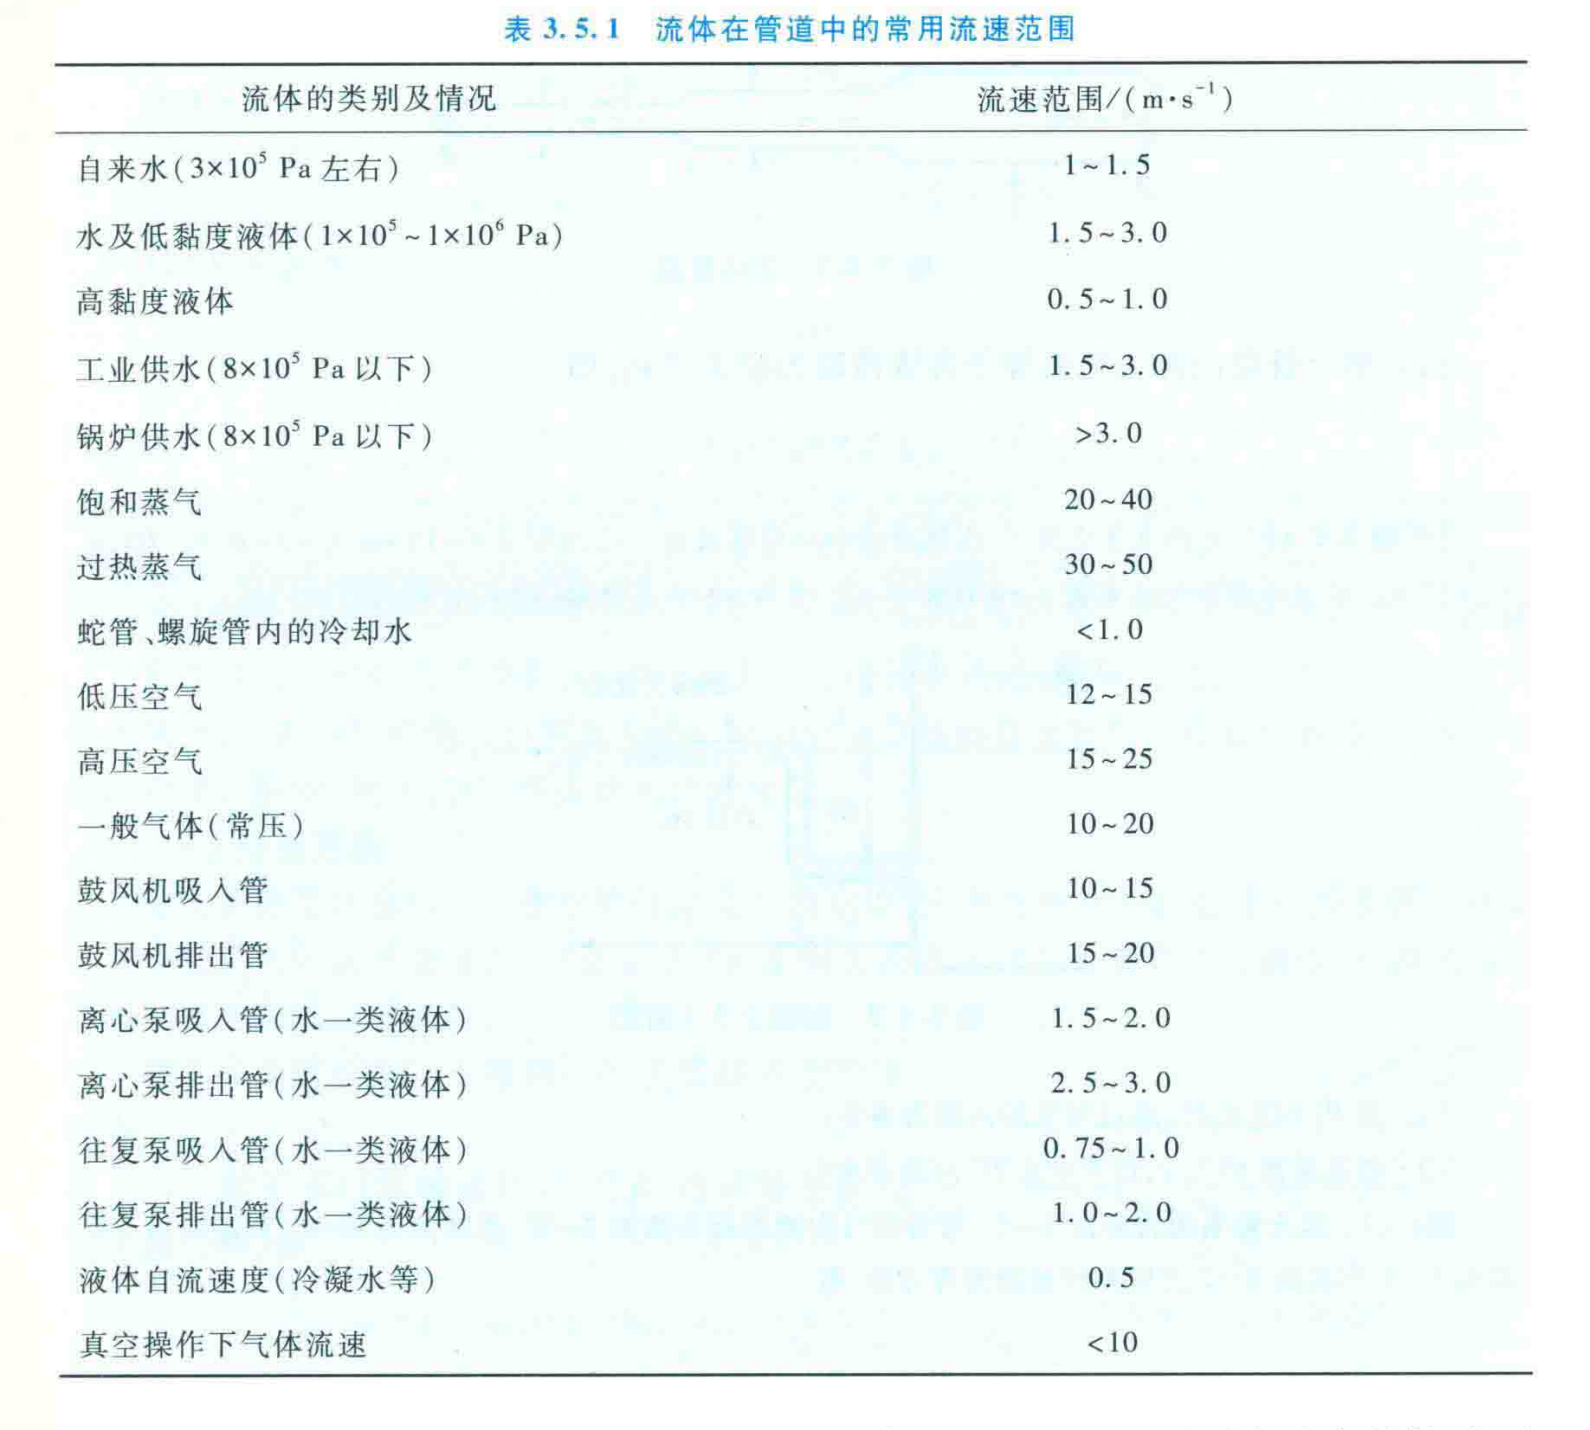 表 3.5.1 流体在管道中的常用流速范围
流体的类别及情况 流速范围/(m·s⁻¹)
自来水(3×10⁵ Pa 左右) 1~1.5
水及低黏度液体(1×10⁵~1×10⁶ Pa) 1.5~3.0
高黏度液体 0.5~1.0
工业供水(8×10⁵ Pa 以下) 1.5~3.0
锅炉供水(8×10⁵ Pa 以下) >3.0
饱和蒸气 20~40
过热蒸气 30~50
蛇管、螺旋管内的冷却水 <1.0
低压空气 12~15
高压空气 15~25
一般气体(常压) 10~20
鼓风机吸入管 10~15
鼓风机排出管 15~20
离心泵吸入管(水一类液体) 1.5~2.0
离心泵排出管(水一类液体) 2.5~3.0
往复泵吸入管(水一类液体) 0.75~1.0
往复泵排出管(水一类液体) 1.0~2.0
液体自流速度(冷凝水等) 0.5
真空操作下气体流速 <10